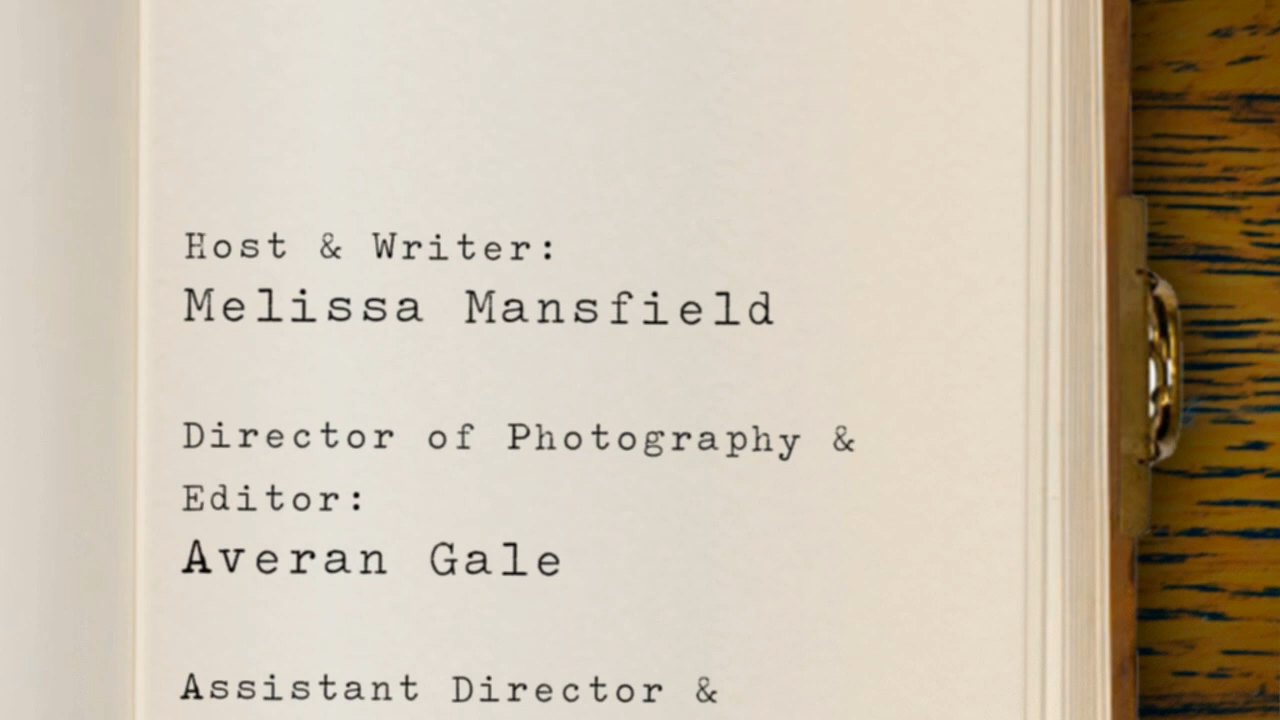 Host & Writer:
Melissa Mansfield
Director of Photography &
Editor:
Averan Gale
Assistant Director &